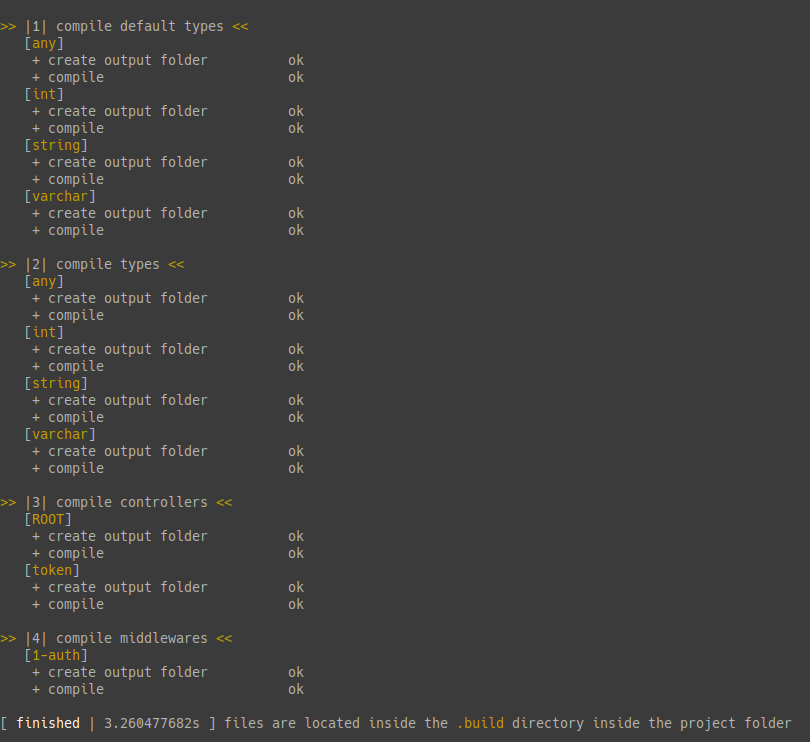 >> |1| compile default types <<
[any]
+ create output folder ok
+ compile ok
[int]
+ create output folder ok
+ compile ok
[string]
+ create output folder ok
+ compile ok
[varchar]
+ create output folder ok
+ compile ok
>> |2| compile types <<
[any]
+ create output folder ok
+ compile ok
[int]
+ create output folder ok
+ compile ok
[string]
+ create output folder ok
+ compile ok
[varchar]
+ create output folder ok
+ compile ok
>> |3| compile controllers <<
[ROOT]
+ create output folder ok
+ compile ok
[token]
+ create output folder ok
+ compile ok
>> |4| compile middlewares <<
[1-auth]
+ create output folder ok
+ compile ok
[ finished | 3.260477682s ] files are located inside the .build directory inside the project folder